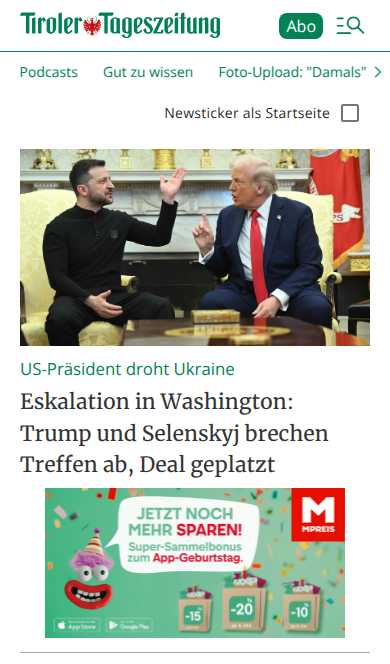 Tiroler Tageszeitung
Abo
Podcasts Gut zu wissen Foto-Upload: "Damals"
Newsticker als Startseite
US-Präsident droht Ukraine
Eskalation in Washington:
Trump und Selenskyj brechen
Treffen ab, Deal geplatzt
JETZT NOCH
MEHR SPAREN!
Super-Sammelbonus
zum App-Geburtstag.
M
MPREIS
-15%
-20%
-10%
App Store
Google Play